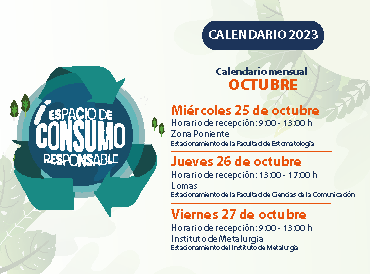 CALENDARIO 2023
Calendario mensual
OCTUBRE
ESPACIO DE
CONSUMO
RESPONSABLE
Miércoles 25 de octubre
Horario de recepción: 9:00 - 13:00 h
Zona Poniente
Estacionamiento de la Facultad de Estomatología
Jueves 26 de octubre
Horario de recepción: 13:00 - 17:00 h
Lomas
Estacionamiento de la Facultad de Ciencias de la Comunicación
Viernes 27 de octubre
Horario de recepción: 9:00 - 13:00 h
Instituto de Metalurgia
Estacionamiento del Instituto de Metalurgia